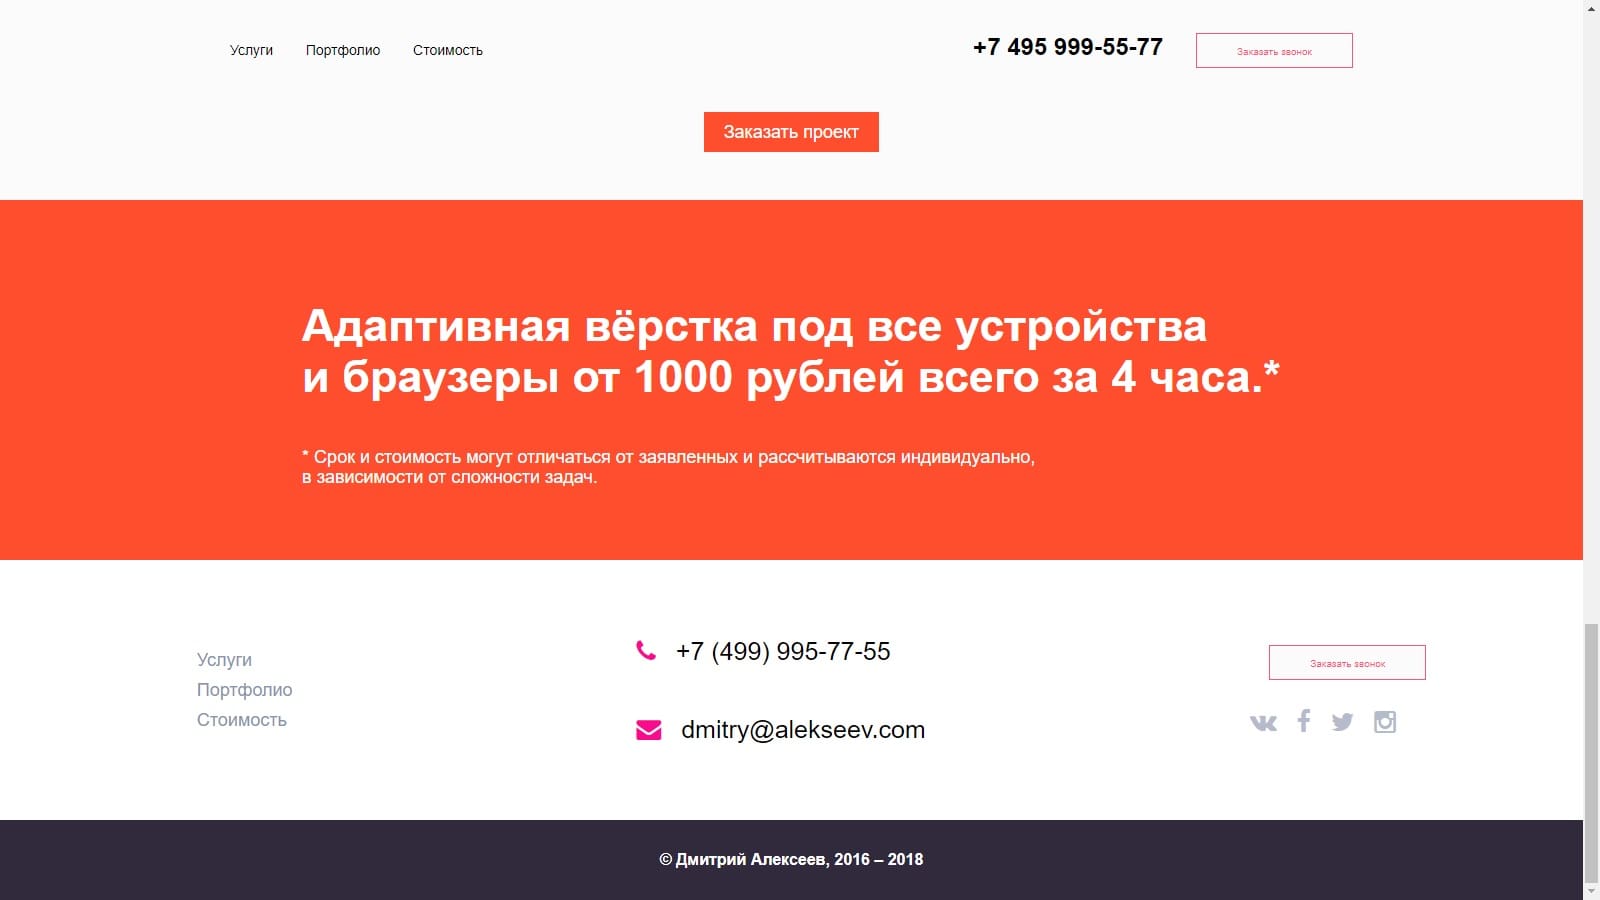 Услуги Портфолио Стоимость +7 495 999-55-77 Заказать звонок
Заказать проект
Адаптивная вёрстка под все устройства
и браузеры от 1000 рублей всего за 4 часа.*
* Срок и стоимость могут отличаться от заявленных и рассчитываются индивидуально,
в зависимости от сложности задач.
Услуги
Портфолио
Стоимость
+7 (499) 995-77-55
dmitry@alekseev.com
Заказать звонок
© Дмитрий Алексеев, 2016 – 2018